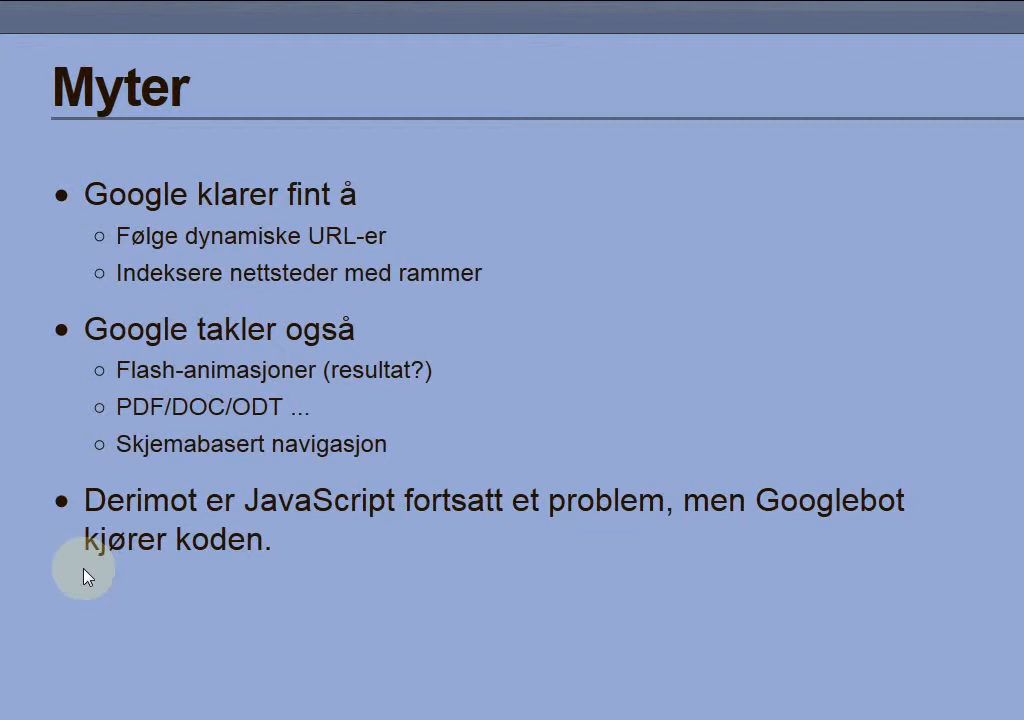 Myter
Google klarer fint å
Følge dynamiske URL-er
Indeksere nettsteder med rammer
Google takler også
Flash-animasjoner (resultat?)
PDF/DOC/ODT ...
Skjemabasert navigasjon
Derimot er JavaScript fortsatt et problem, men Googlebot
kjører koden.